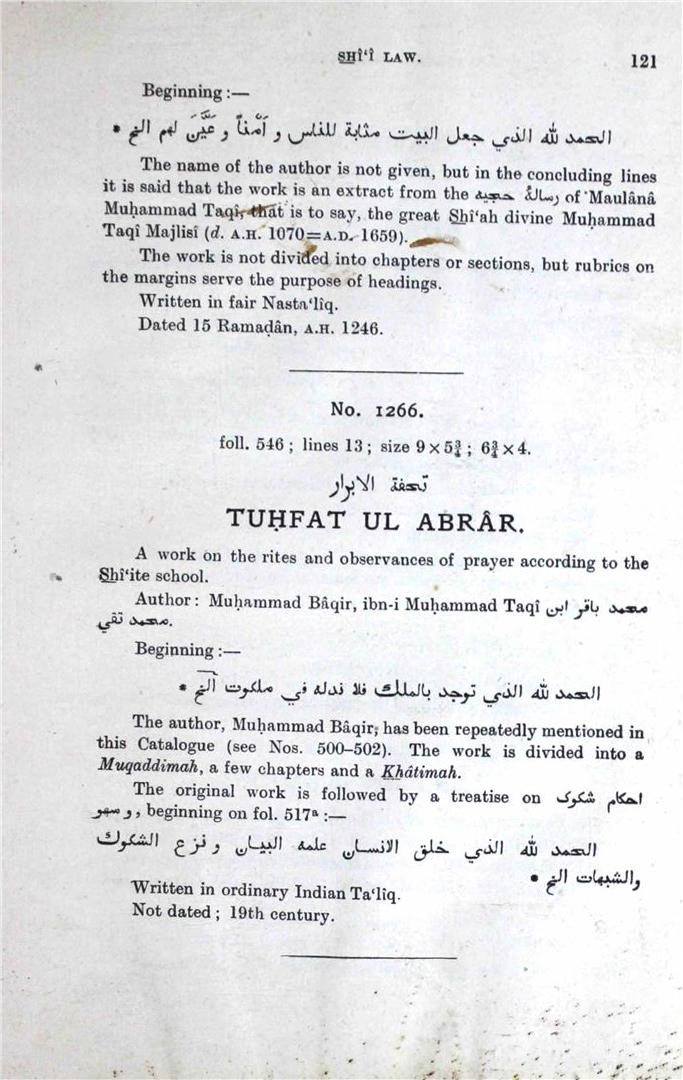 SHÎ‘Î LAW. 121
Beginning :—
الحمد لله الذي جعل البيت مثابة للناس و اَمْناً و عَيَّنَ لهم الخ *
The name of the author is not given, but in the concluding lines
it is said that the work is an extract from the رسالۀ حجيه of Maulânâ
Muḥammad Taqî, that is to say, the great Shî‘ah divine Muḥammad
Taqî Majlisî (d. A.H. 1070=A.D. 1659).
The work is not divided into chapters or sections, but rubrics on
the margins serve the purpose of headings.
Written in fair Nasta‘lîq.
Dated 15 Ramaḍân, A.H. 1246.
No. 1266.
foll. 546 ; lines 13 ; size 9 × 5¾ ; 6¾ × 4.
تحفة الابرار
TUḤFAT UL ABRÂR.
A work on the rites and observances of prayer according to the
Shî‘ite school.
Author : Muḥammad Bâqir, ibn-i Muḥammad Taqî محمد باقر ابن
محمد تقي.
Beginning :—
الحمد لله الذي توحد بالملك فلا ندله في ملكوت الخ *
The author, Muḥammad Bâqir, has been repeatedly mentioned in
this Catalogue (see Nos. 500–502). The work is divided into a
Muqaddimah, a few chapters and a Khâtimah.
The original work is followed by a treatise on احكام شكوك
و سهو, beginning on fol. 517ᵃ :—
الحمد لله الذي خلق الانسان علمه البيان و نزع الشكوك
والشبهات الخ *
Written in ordinary Indian Ta‘lîq.
Not dated ; 19th century.